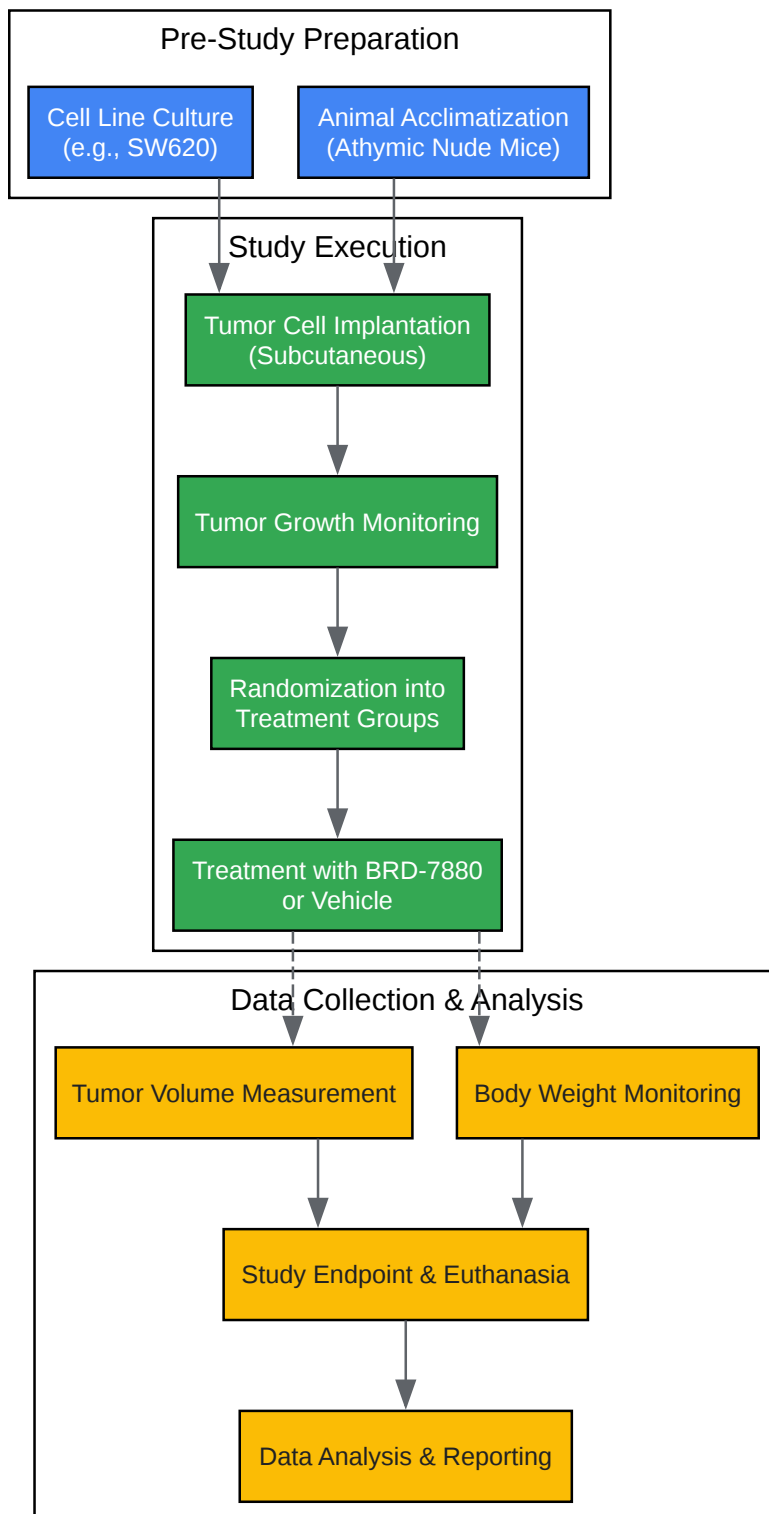 Pre-Study Preparation
Cell Line Culture
(e.g., SW620)
Animal Acclimatization
(Athymic Nude Mice)
Study Execution
Tumor Cell Implantation
(Subcutaneous)
Tumor Growth Monitoring
Randomization into
Treatment Groups
Treatment with BRD-7880
or Vehicle
Data Collection & Analysis
Tumor Volume Measurement
Body Weight Monitoring
Study Endpoint & Euthanasia
Data Analysis & Reporting